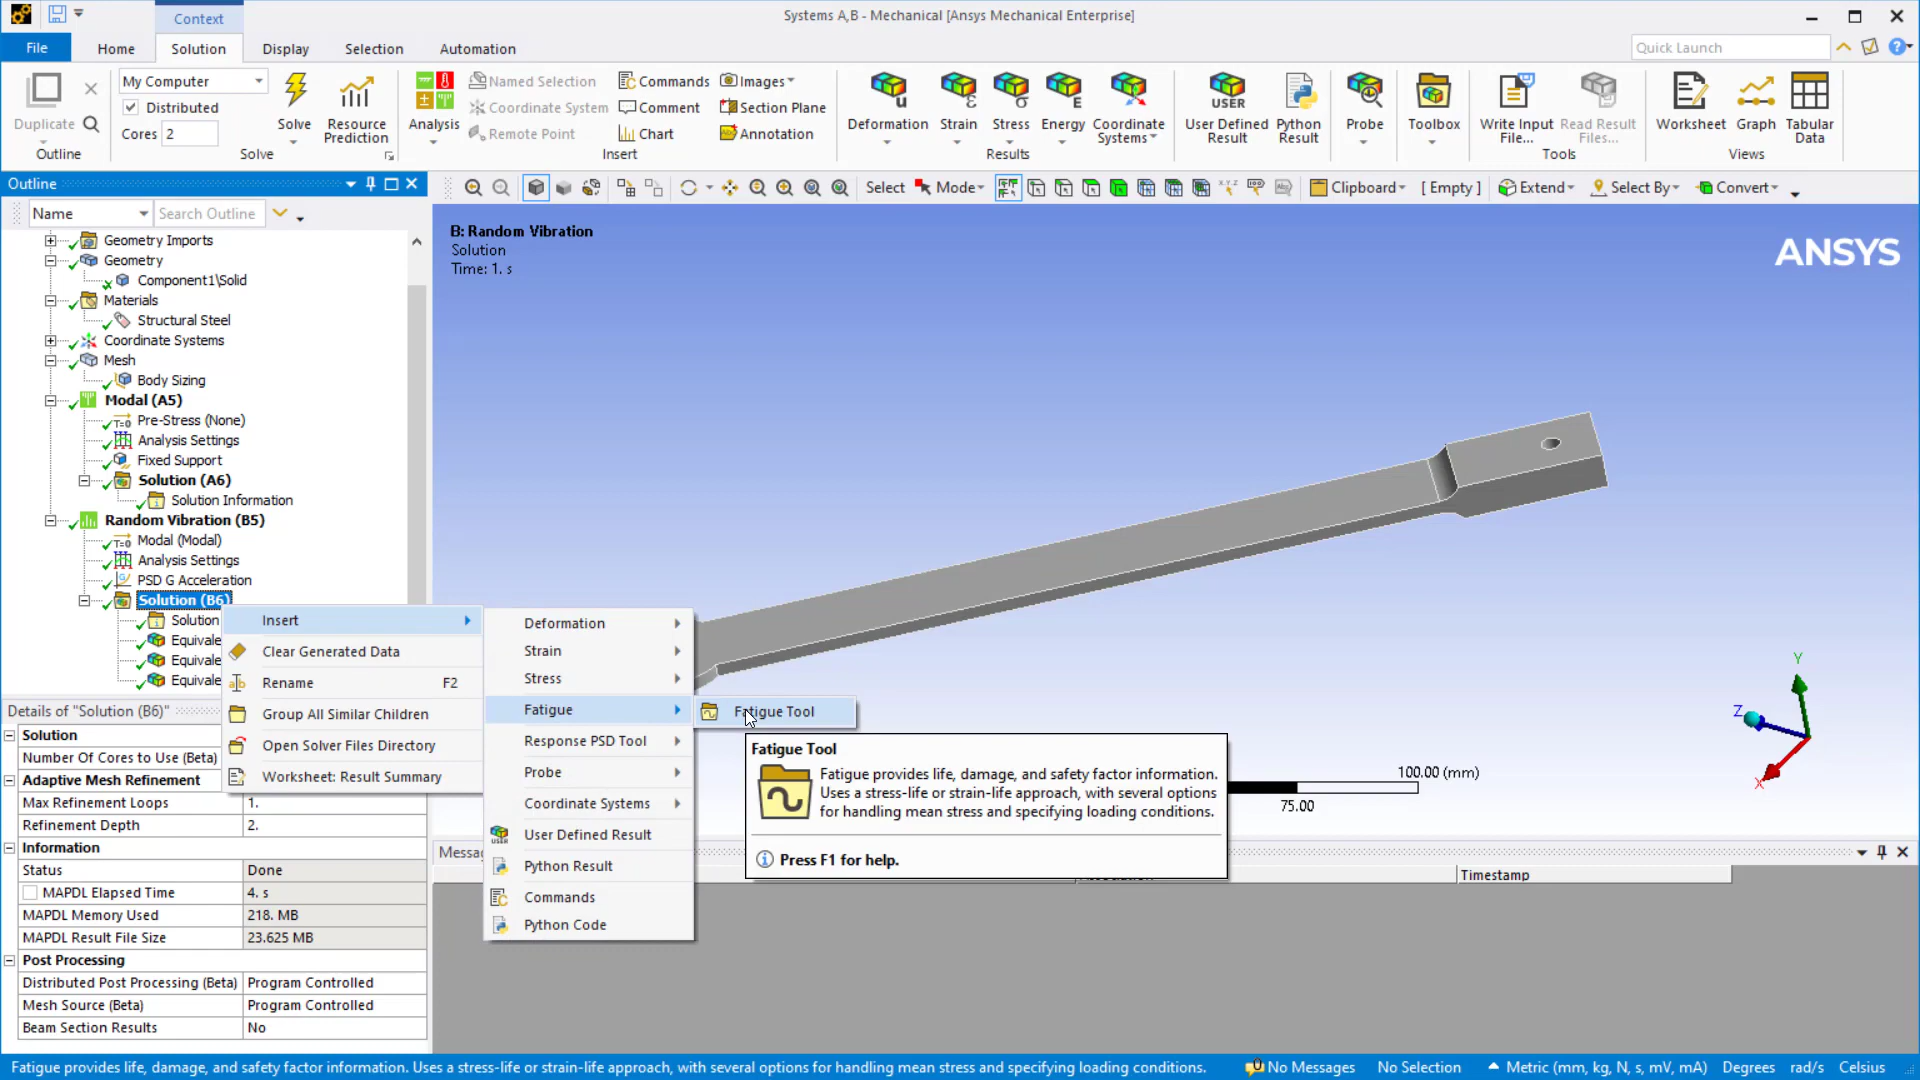 Context
Systems A,B - Mechanical [Ansys Mechanical Enterprise]
File
Home
Solution
Display
Selection
Automation
Quick Launch
Duplicate
Outline
My Computer
Distributed
Cores 2
Solve
Resource Prediction
Solve
Analysis
Named Selection
Coordinate System
Remote Point
Commands
Comment
Chart
Images
Section Plane
Annotation
Insert
Deformation
Strain
Stress
Energy
Coordinate Systems
Results
USER
User Defined Result
Python Result
Probe
Toolbox
Write Input File...
Read Result Files...
Tools
Worksheet
Graph
Tabular Data
Views
Outline
Name
Search Outline
Select
Mode
Clipboard
[ Empty ]
Extend
Select By
Convert
Geometry Imports
Geometry
Component1\Solid
Materials
Structural Steel
Coordinate Systems
Mesh
Body Sizing
Modal (A5)
Pre-Stress (None)
Analysis Settings
Fixed Support
Solution (A6)
Solution Information
Random Vibration (B5)
Modal (Modal)
Analysis Settings
PSD G Acceleration
Solution (B6)
Solution
Equivale
Equivale
Equivale
B: Random Vibration
Solution
Time: 1. s
ANSYS
Y
Z
X
100.00 (mm)
75.00
Insert
Clear Generated Data
Rename F2
Group All Similar Children
Open Solver Files Directory
Worksheet: Result Summary
Deformation
Strain
Stress
Fatigue
Response PSD Tool
Probe
Coordinate Systems
User Defined Result
Python Result
Commands
Python Code
Fatigue Tool
Fatigue Tool
Fatigue provides life, damage, and safety factor information.
Uses a stress-life or strain-life approach, with several options
for handling mean stress and specifying loading conditions.
Press F1 for help.
Details of "Solution (B6)"
Solution
Number Of Cores to Use (Beta)
Adaptive Mesh Refinement
Max Refinement Loops 1.
Refinement Depth 2.
Information
Status Done
MAPDL Elapsed Time 4. s
MAPDL Memory Used 218. MB
MAPDL Result File Size 23.625 MB
Post Processing
Distributed Post Processing (Beta) Program Controlled
Mesh Source (Beta) Program Controlled
Beam Section Results No
Messa
Timestamp
Fatigue provides life, damage, and safety factor information. Uses a stress-life or strain-life approach, with several options for handling mean stress and specifying loading conditions.
No Messages
No Selection
Metric (mm, kg, N, s, mV, mA)
Degrees
rad/s
Celsius